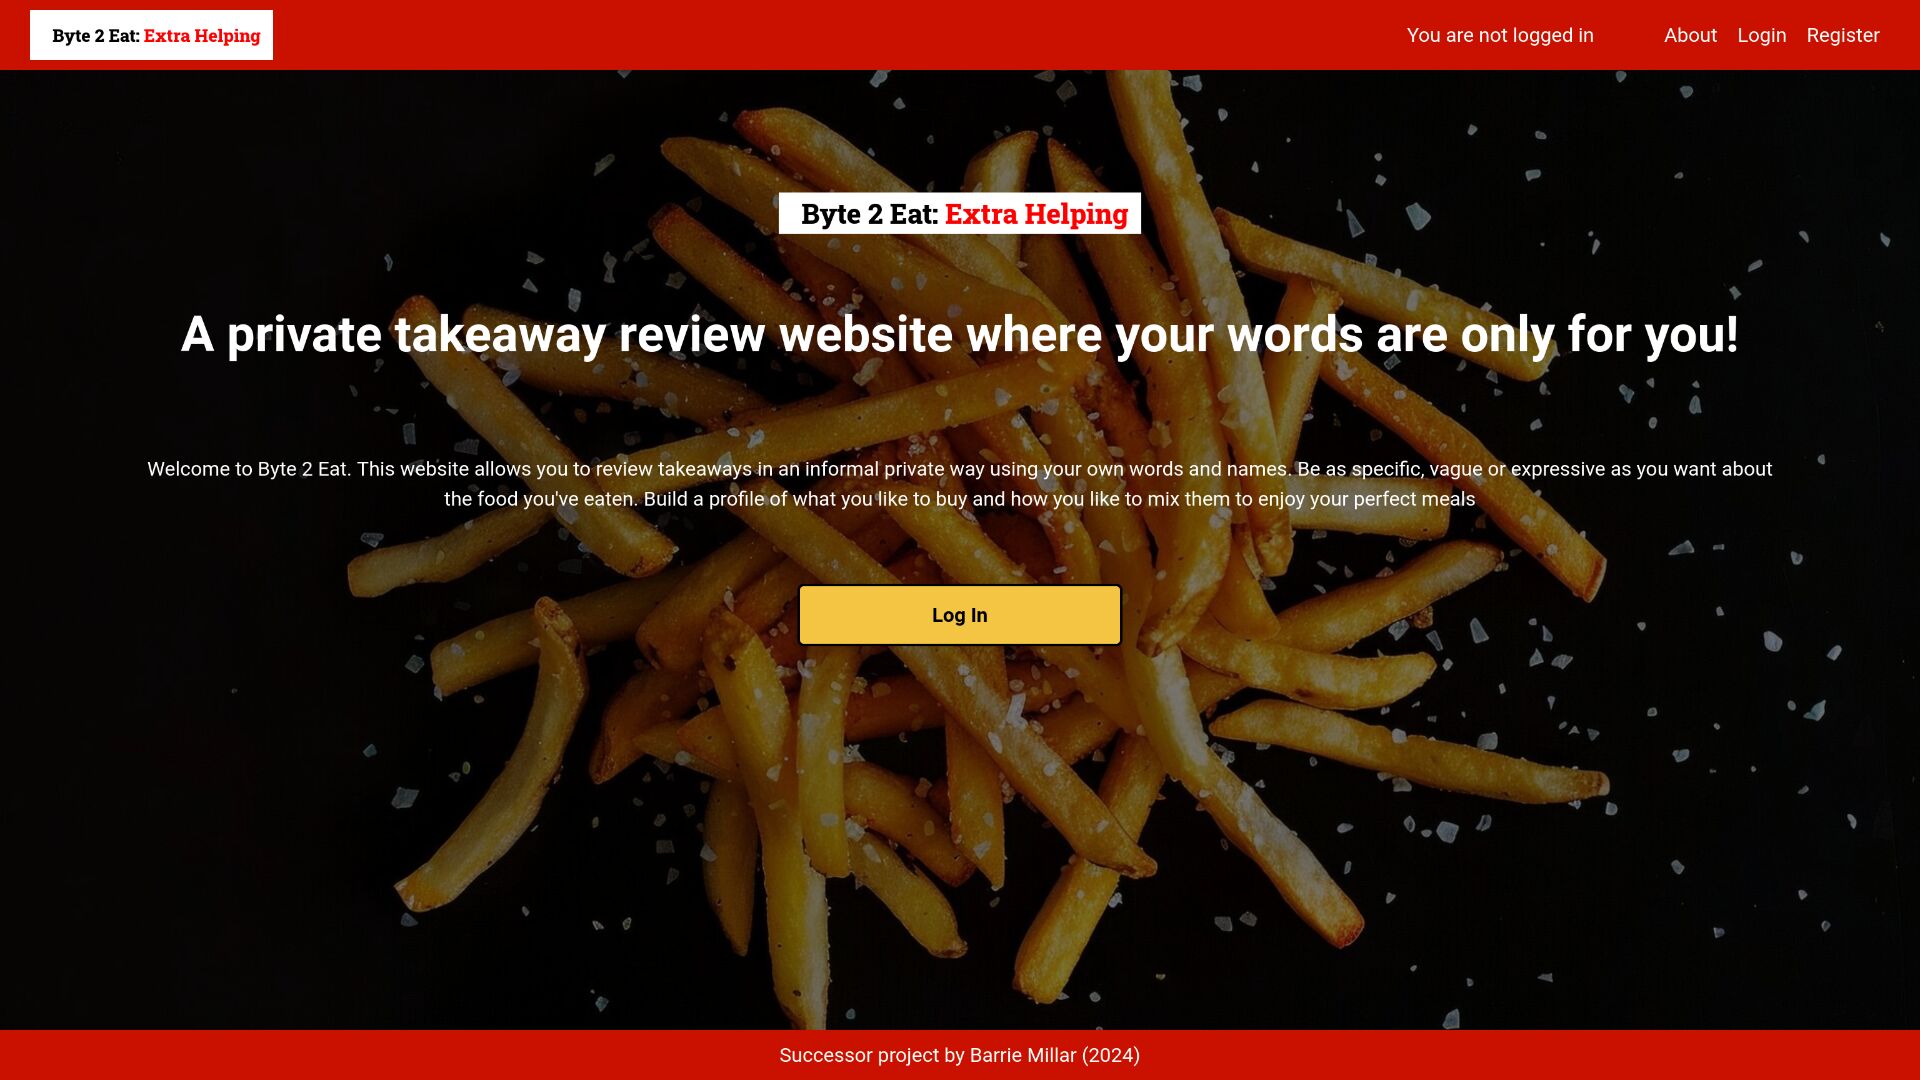 Byte 2 Eat: Extra Helping
You are not logged in
About
Login
Register
Byte 2 Eat: Extra Helping
A private takeaway review website where your words are only for you!
Welcome to Byte 2 Eat. This website allows you to review takeaways in an informal private way using your own words and names. Be as specific, vague or expressive as you want about
the food you've eaten. Build a profile of what you like to buy and how you like to mix them to enjoy your perfect meals
Log In
Successor project by Barrie Millar (2024)